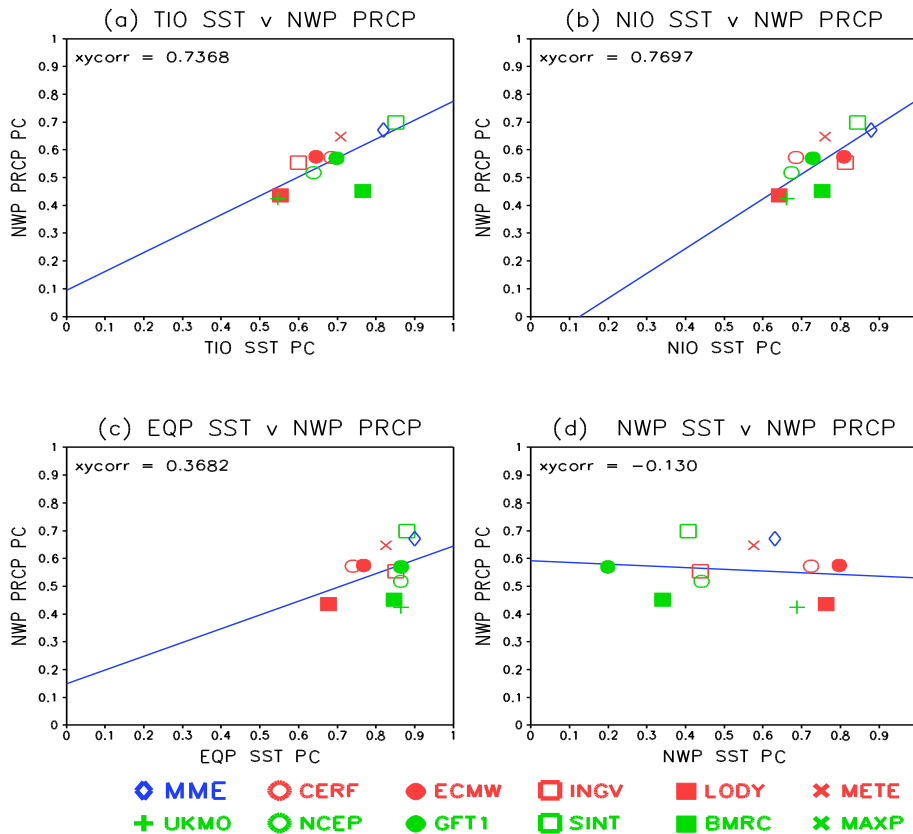 (a) TIO SST v NWP PRCP
xycorr = 0.7368
NWP PRCP PC
1
0.9
0.8
0.7
0.6
0.5
0.4
0.3
0.2
0.1
0
0 0.1 0.2 0.3 0.4 0.5 0.6 0.7 0.8 0.9 1
TIO SST PC
(b) NIO SST v NWP PRCP
xycorr = 0.7697
NWP PRCP PC
1
0.9
0.8
0.7
0.6
0.5
0.4
0.3
0.2
0.1
0
0 0.1 0.2 0.3 0.4 0.5 0.6 0.7 0.8 0.9
NIO SST PC
(c) EQP SST v NWP PRCP
xycorr = 0.3682
NWP PRCP PC
1
0.9
0.8
0.7
0.6
0.5
0.4
0.3
0.2
0.1
0
0 0.1 0.2 0.3 0.4 0.5 0.6 0.7 0.8 0.9 1
EQP SST PC
(d) NWP SST v NWP PRCP
xycorr = -0.130
NWP PRCP PC
1
0.9
0.8
0.7
0.6
0.5
0.4
0.3
0.2
0.1
0
0 0.1 0.2 0.3 0.4 0.5 0.6 0.7 0.8 0.9
NWP SST PC
MME CERF ECMW INGV LODY METE
UKMO NCEP GFT1 SINT BMRC MAXP